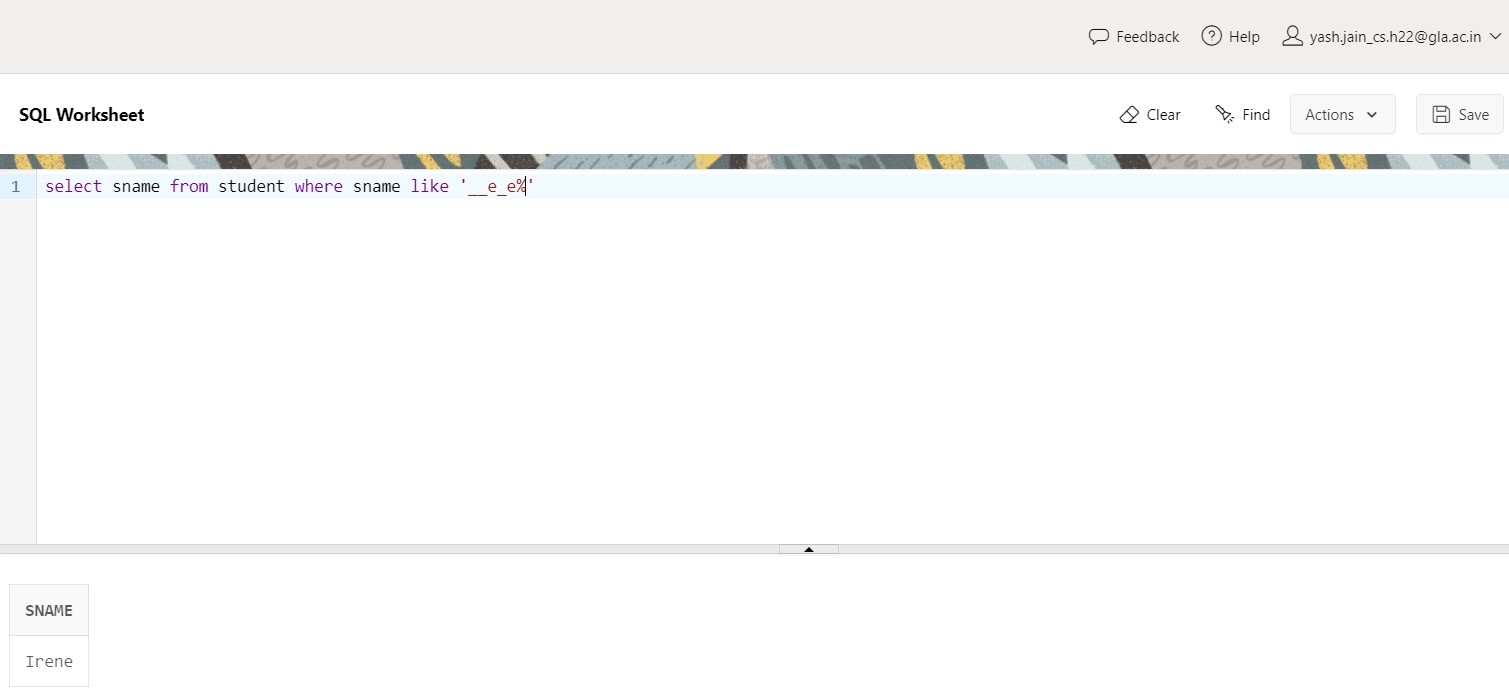 Feedback Help yash.jain_cs.h22@gla.ac.in
SQL Worksheet Clear Find Actions Save
1 select sname from student where sname like '__e_e%'
SNAME
Irene